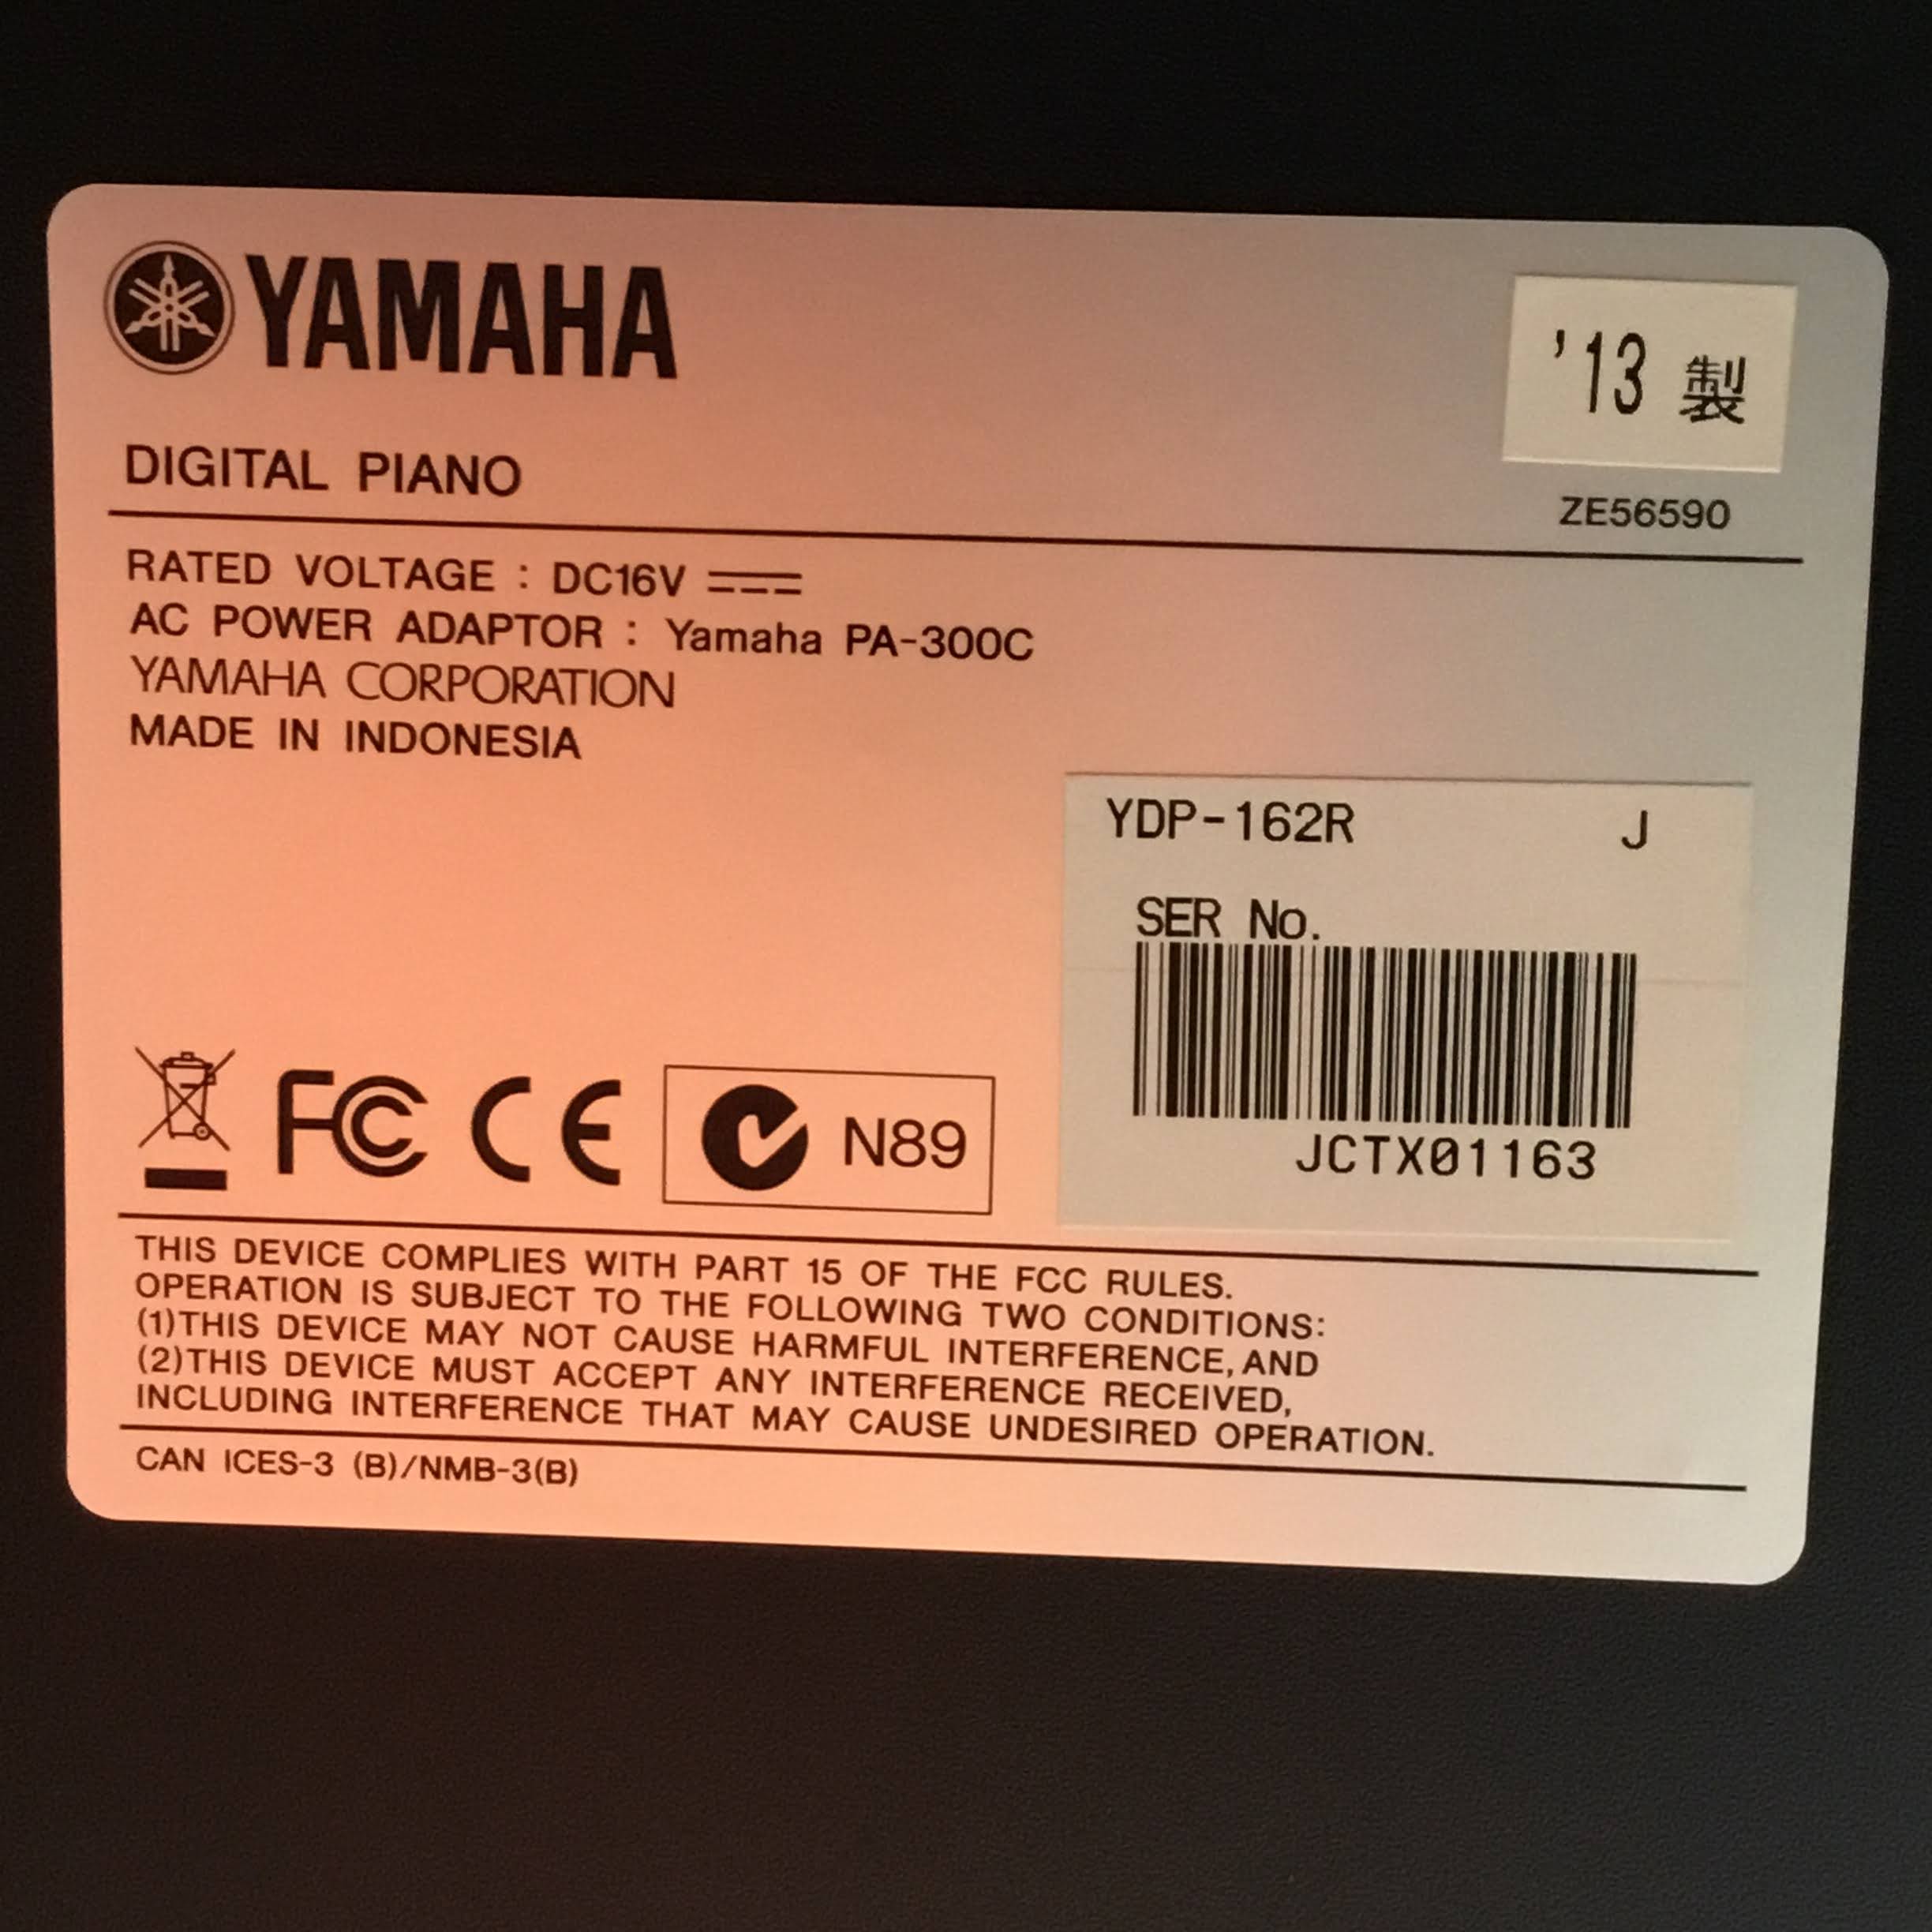 YAMAHA
'13 製
DIGITAL PIANO
ZE56590
RATED VOLTAGE : DC16V
AC POWER ADAPTOR : Yamaha PA-300C
YAMAHA CORPORATION
MADE IN INDONESIA
YDP-162R J
SER No.
JCTX01163
FC CE N89
THIS DEVICE COMPLIES WITH PART 15 OF THE FCC RULES.
OPERATION IS SUBJECT TO THE FOLLOWING TWO CONDITIONS:
(1)THIS DEVICE MAY NOT CAUSE HARMFUL INTERFERENCE, AND
(2)THIS DEVICE MUST ACCEPT ANY INTERFERENCE RECEIVED,
INCLUDING INTERFERENCE THAT MAY CAUSE UNDESIRED OPERATION.
CAN ICES-3 (B)/NMB-3(B)